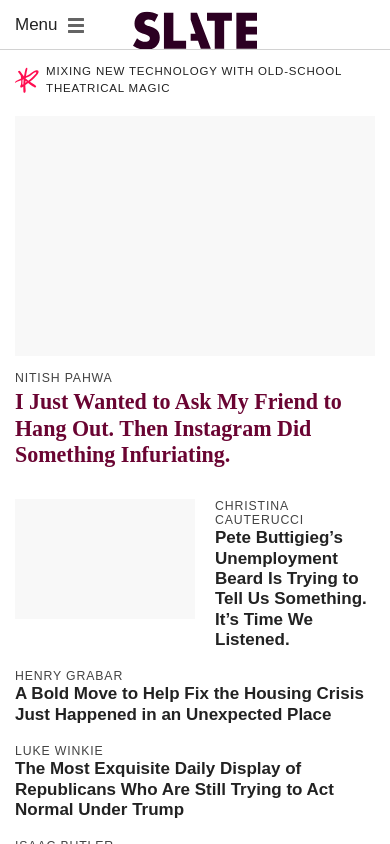 Menu
SLATE
MIXING NEW TECHNOLOGY WITH OLD-SCHOOL
THEATRICAL MAGIC
NITISH PAHWA
I Just Wanted to Ask My Friend to
Hang Out. Then Instagram Did
Something Infuriating.
CHRISTINA
CAUTERUCCI
Pete Buttigieg’s
Unemployment
Beard Is Trying to
Tell Us Something.
It’s Time We
Listened.
HENRY GRABAR
A Bold Move to Help Fix the Housing Crisis
Just Happened in an Unexpected Place
LUKE WINKIE
The Most Exquisite Daily Display of
Republicans Who Are Still Trying to Act
Normal Under Trump
ISAAC BUTLER